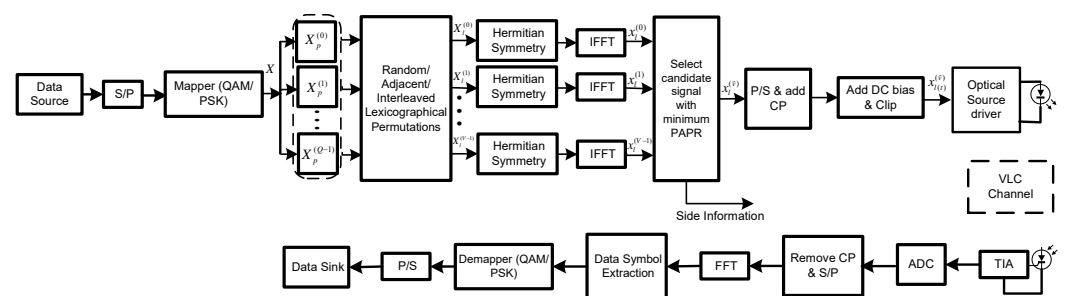 Data
Source
S/P
Mapper (QAM/
PSK)
X
X_p^{(0)}
X_p^{(1)}
X_p^{(Q-1)}
Random/
Adjacent/
Interleaved
Lexicographical
Permutations
X_l^{(0)}
X_l^{(1)}
X_l^{(V-1)}
Hermitian
Symmetry
Hermitian
Symmetry
Hermitian
Symmetry
IFFT
IFFT
IFFT
x_l^{(0)}
x_l^{(1)}
x_l^{(V-1)}
Select
candidate
signal
with
minimum
PAPR
Side Information
x_l^{(ṽ)}
P/S & add
CP
Add DC bias
& Clip
x_{l(t)}^{(ṽ)}
Optical
Source
driver
VLC
Channel
Data Sink
P/S
Demapper (QAM/
PSK)
Data Symbol
Extraction
FFT
Remove CP
& S/P
ADC
TIA